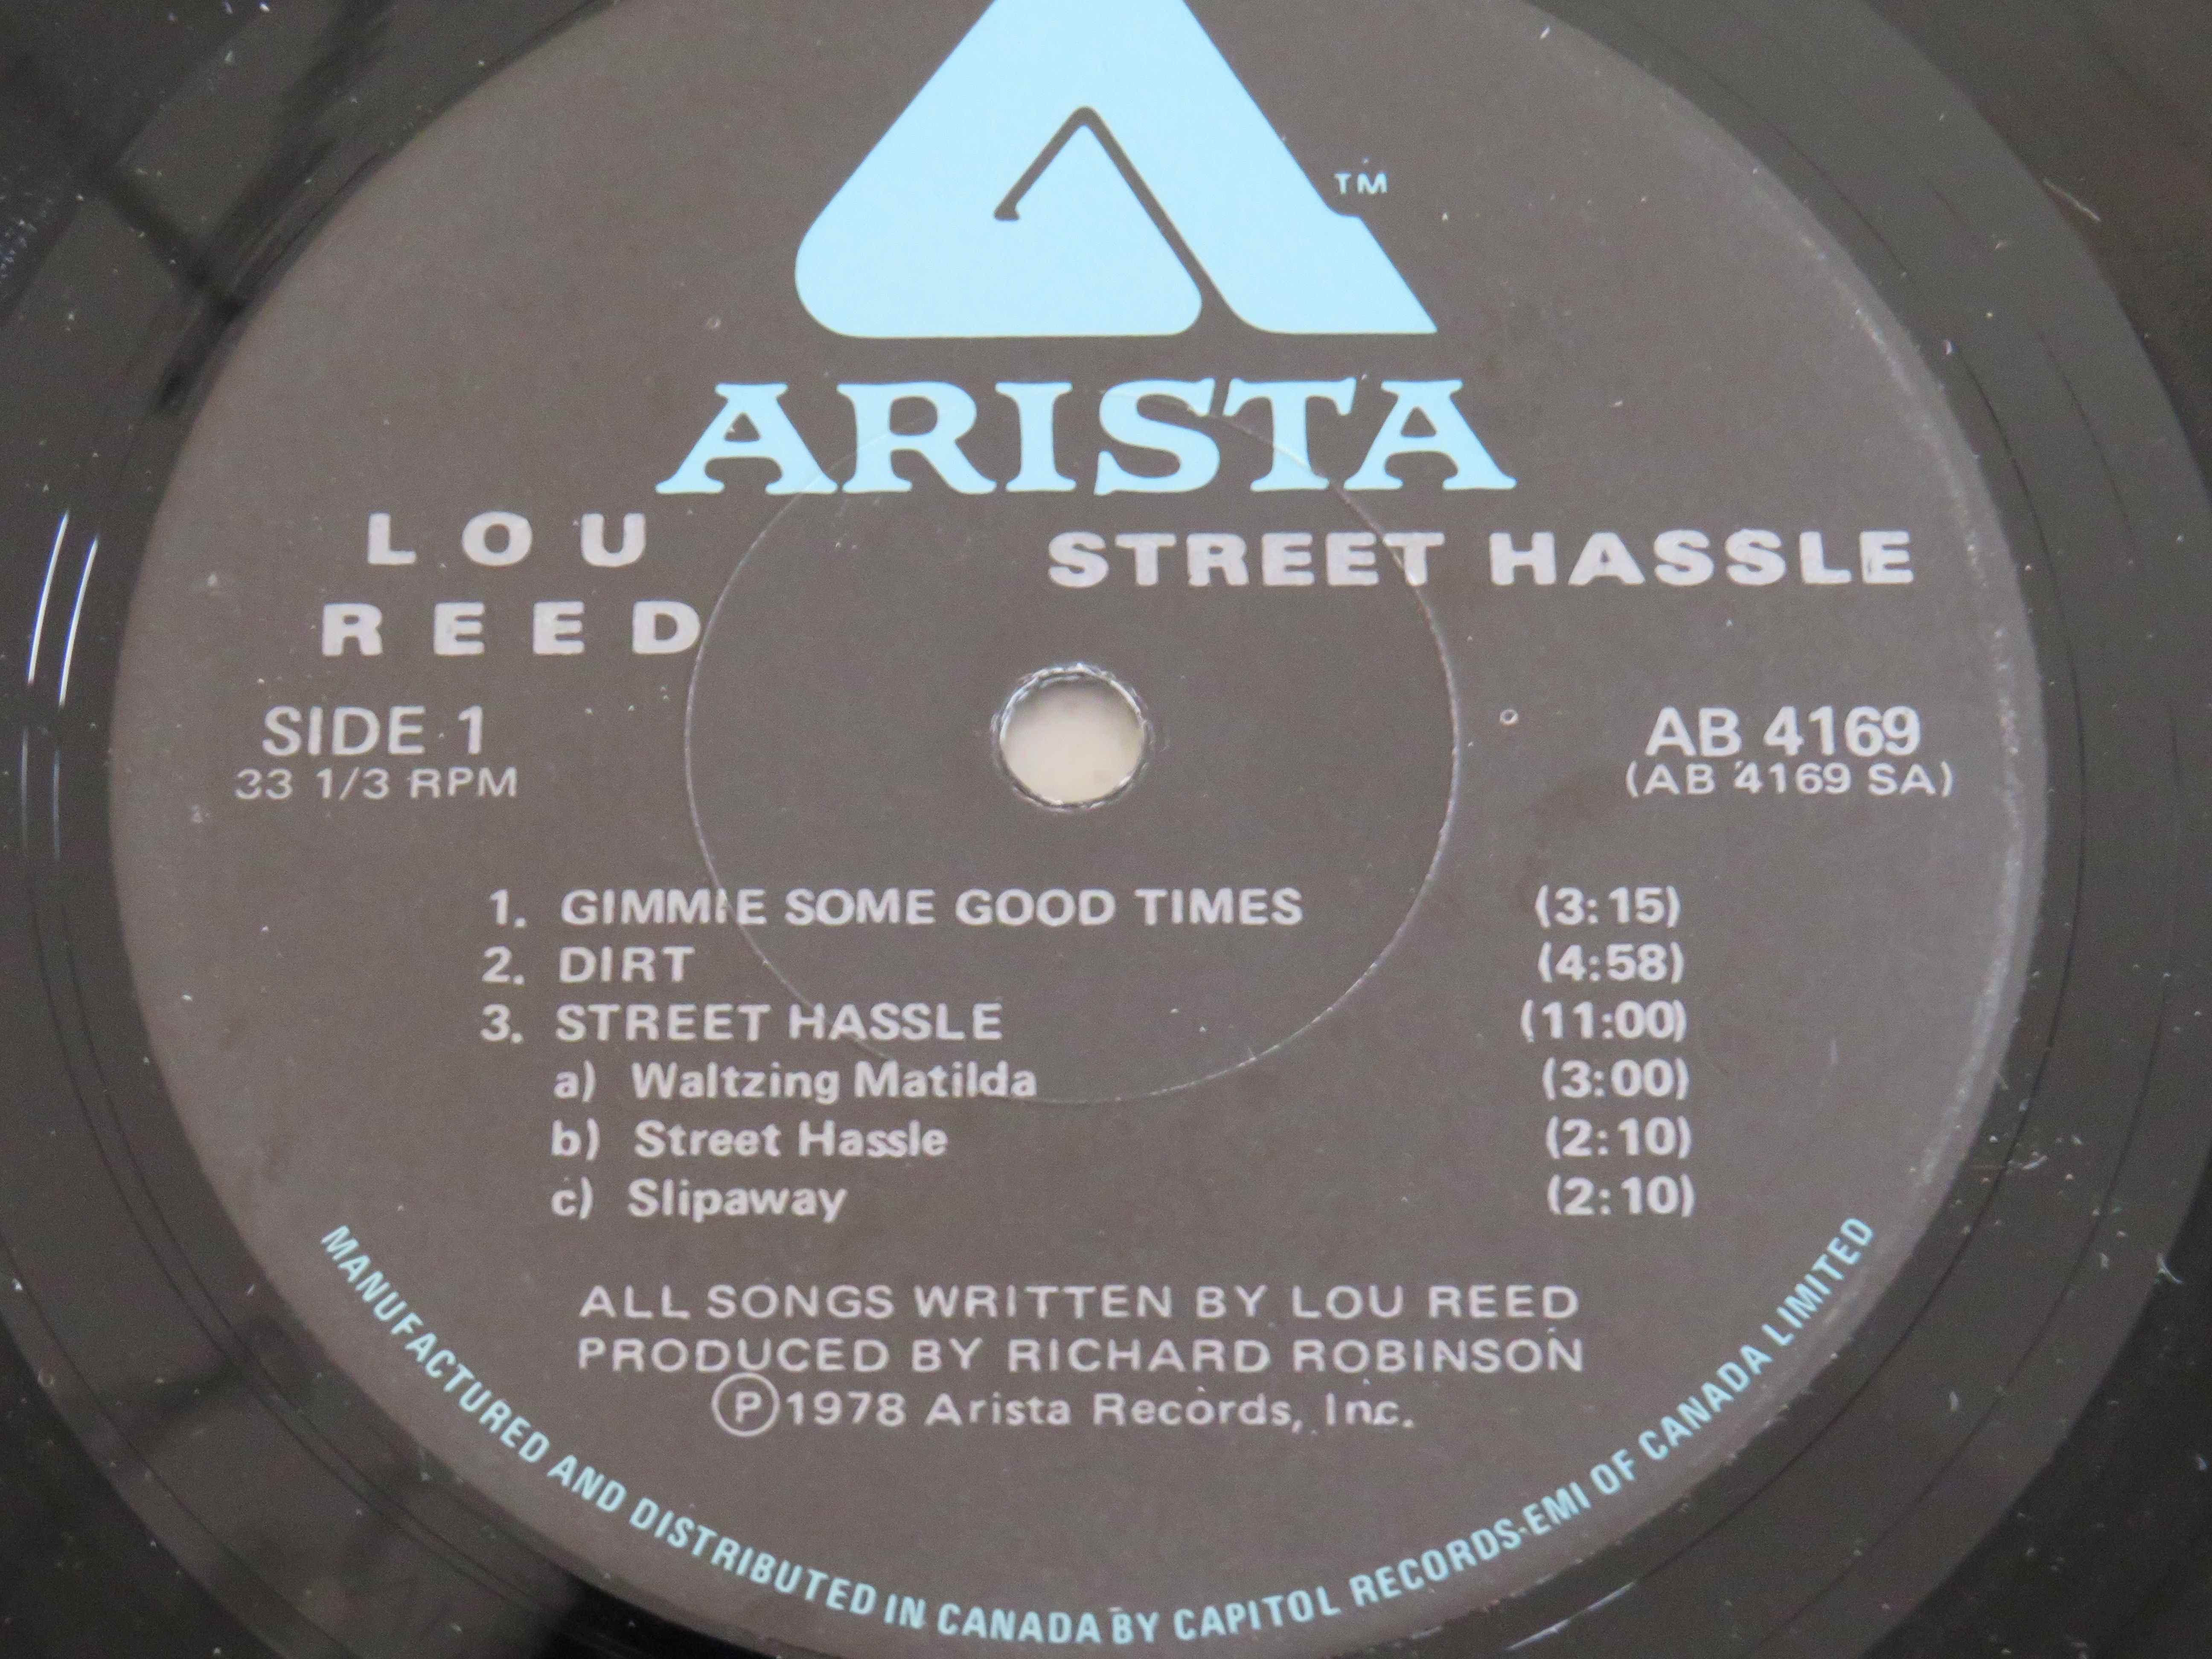 TM
ARISTA
LOU
REED
STREET HASSLE
SIDE 1
33 1/3 RPM
AB 4169
(AB 4169 SA)
1. GIMMIE SOME GOOD TIMES (3:15)
2. DIRT (4:58)
3. STREET HASSLE (11:00)
a) Waltzing Matilda (3:00)
b) Street Hassle (2:10)
c) Slipaway (2:10)
ALL SONGS WRITTEN BY LOU REED
PRODUCED BY RICHARD ROBINSON
Ⓟ1978 Arista Records, Inc.
MANUFACTURED AND DISTRIBUTED IN CANADA BY CAPITOL RECORDS-EMI OF CANADA LIMITED